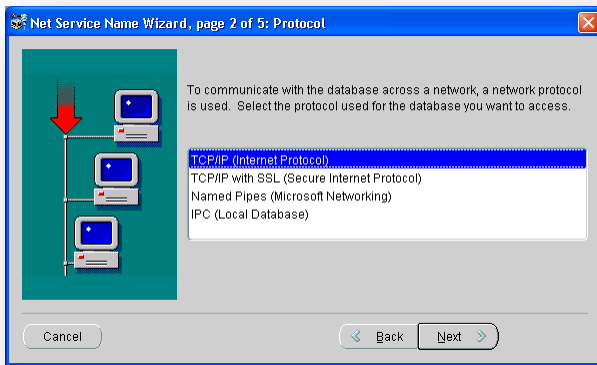 Net Service Name Wizard, page 2 of 5: Protocol
To communicate with the database across a network, a network protocol
is used. Select the protocol used for the database you want to access.
TCP/IP (Internet Protocol)
TCP/IP with SSL (Secure Internet Protocol)
Named Pipes (Microsoft Networking)
IPC (Local Database)
Cancel
Back
Next